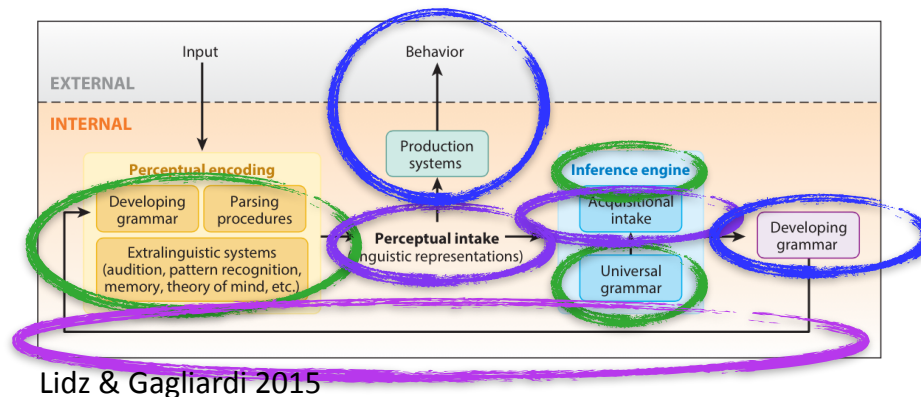 Input
Behavior
EXTERNAL
INTERNAL
Perceptual encoding
Developing
grammar
Parsing
procedures
Extralinguistic systems
(audition, pattern recognition,
memory, theory of mind, etc.)
Production
systems
Perceptual intake
linguistic representations)
Inference engine
Acquisitional
intake
Universal
grammar
Developing
grammar
Lidz & Gagliardi 2015